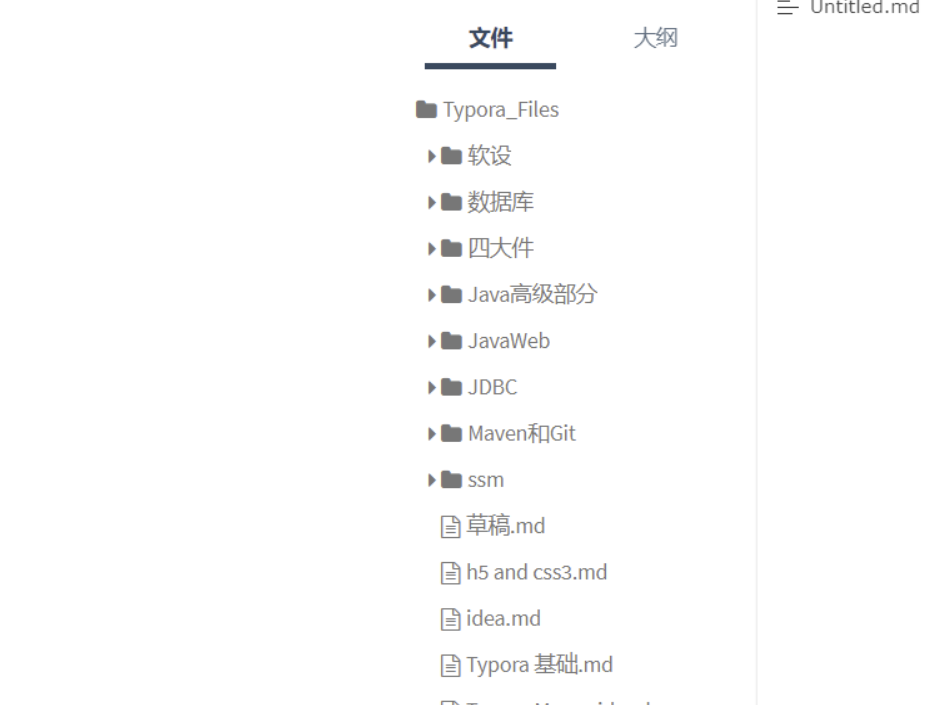 Untitled.md
文件 大纲
Typora_Files
软设
数据库
四大件
Java高级部分
JavaWeb
JDBC
Maven和Git
ssm
草稿.md
h5 and css3.md
idea.md
Typora 基础.md